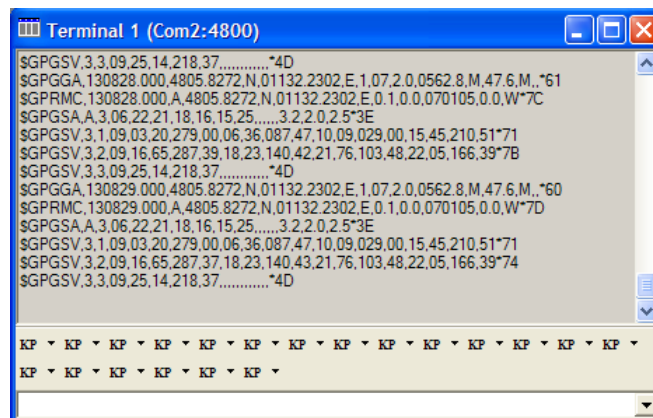 Terminal 1 (Com2:4800)
$GPGSV,3,3,09,25,14,218,37,,,,,,,,,,,,*4D
$GPGGA,130828.000,4805.8272,N,01132.2302,E,1,07,2.0,0562.8,M,47.6,M,,*61
$GPRMC,130828.000,A,4805.8272,N,01132.2302,E,0.1,0.0,070105,0.0,W*7C
$GPGSA,A,3,06,22,21,18,16,15,25,,,,,,3.2,2.0,2.5*3E
$GPGSV,3,1,09,03,20,279,00,06,36,087,47,10,09,029,00,15,45,210,51*71
$GPGSV,3,2,09,16,65,287,39,18,23,140,42,21,76,103,48,22,05,166,39*7B
$GPGSV,3,3,09,25,14,218,37,,,,,,,,,,,,*4D
$GPGGA,130829.000,4805.8272,N,01132.2302,E,1,07,2.0,0562.8,M,47.6,M,,*60
$GPRMC,130829.000,A,4805.8272,N,01132.2302,E,0.1,0.0,070105,0.0,W*7D
$GPGSA,A,3,06,22,21,18,16,15,25,,,,,,3.2,2.0,2.5*3E
$GPGSV,3,1,09,03,20,279,00,06,36,087,47,10,09,029,00,15,45,210,51*71
$GPGSV,3,2,09,16,65,287,37,18,23,140,43,21,76,103,48,22,05,166,39*74
$GPGSV,3,3,09,25,14,218,37,,,,,,,,,,,,*4D
KP KP KP KP KP KP KP KP KP KP KP KP KP KP
KP KP KP KP KP KP